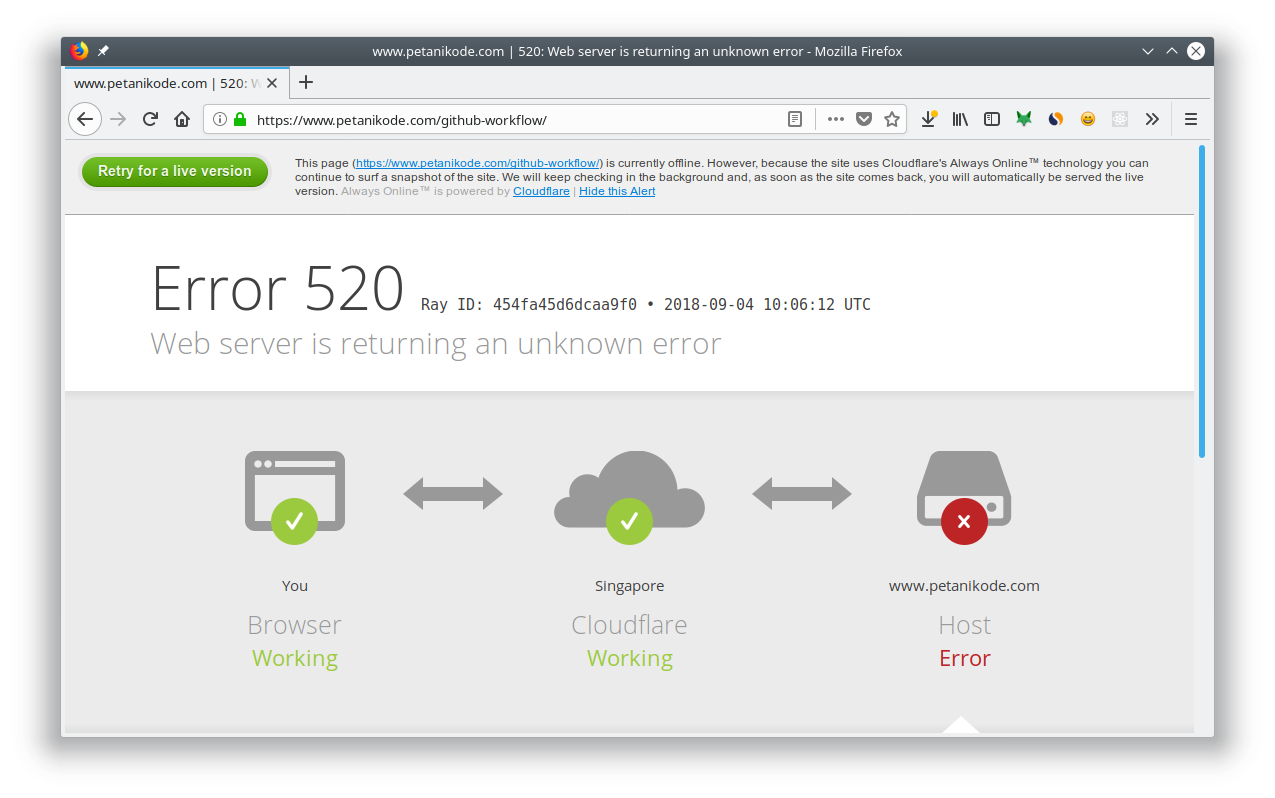 www.petanikode.com | 520: Web server is returning an unknown error - Mozilla Firefox
www.petanikode.com | 520: W
https://www.petanikode.com/github-workflow/
Retry for a live version
This page (https://www.petanikode.com/github-workflow/) is currently offline. However, because the site uses Cloudflare's Always Online™ technology you can
continue to surf a snapshot of the site. We will keep checking in the background and, as soon as the site comes back, you will automatically be served the live
version. Always Online™ is powered by Cloudflare | Hide this Alert
Error 520 Ray ID: 454fa45d6dcaa9f0 • 2018-09-04 10:06:12 UTC
Web server is returning an unknown error
You
Browser
Working
Singapore
Cloudflare
Working
www.petanikode.com
Host
Error